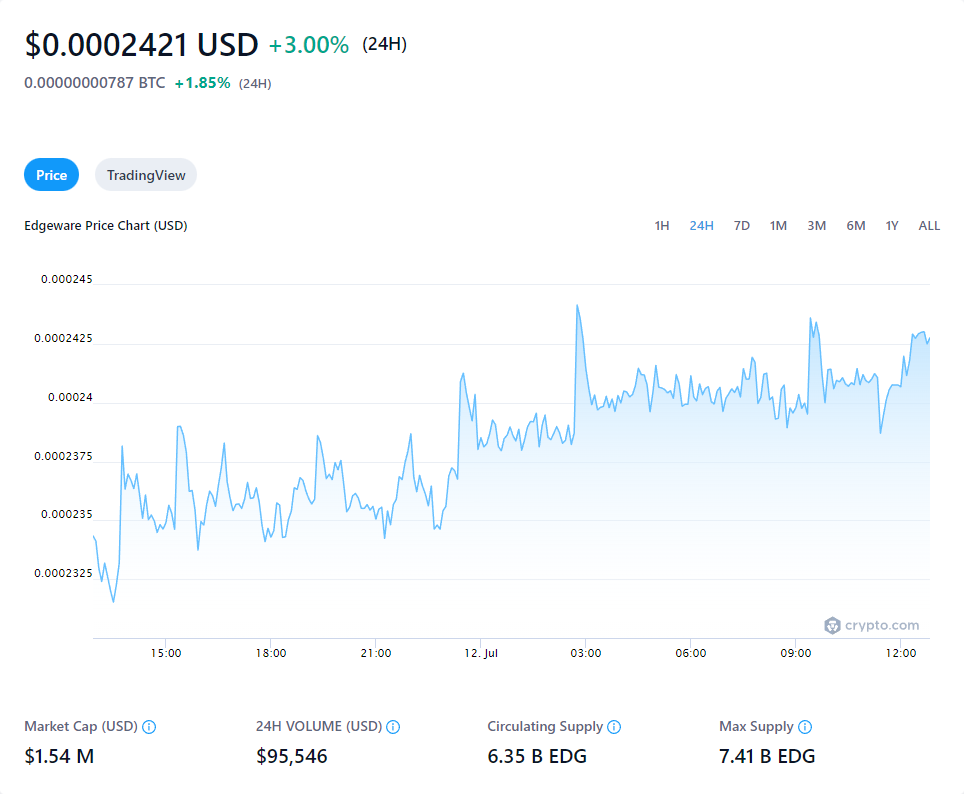 $0.0002421 USD +3.00% (24H)
0.00000000787 BTC +1.85% (24H)
Price TradingView
Edgeware Price Chart (USD) 1H 24H 7D 1M 3M 6M 1Y ALL
0.000245
0.0002425
0.00024
0.0002375
0.000235
0.0002325
crypto.com
15:00 18:00 21:00 12. Jul 03:00 06:00 09:00 12:00
Market Cap (USD) 24H VOLUME (USD) Circulating Supply Max Supply
$1.54 M $95,546 6.35 B EDG 7.41 B EDG